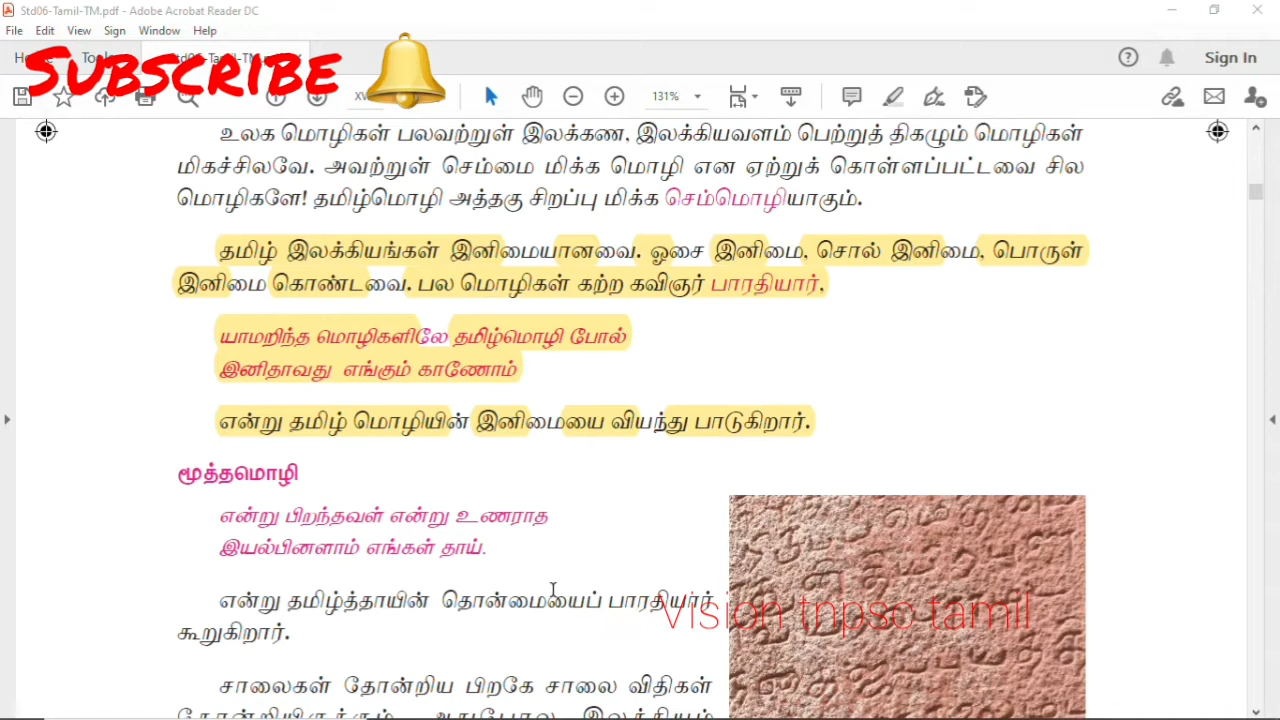 Std06-Tamil-TM.pdf - Adobe Acrobat Reader DC
File Edit View Sign Window Help
SUBSCRIBE
Sign In
131%
உலக மொழிகள் பலவற்றுள் இலக்கண, இலக்கியவளம் பெற்றுத் திகழும் மொழிகள்
மிகச்சிலவே. அவற்றுள் செம்மை மிக்க மொழி என ஏற்றுக் கொள்ளப்பட்டவை சில
மொழிகளே! தமிழ்மொழி அத்தகு சிறப்பு மிக்க செம்மொழியாகும்.
தமிழ் இலக்கியங்கள் இனிமையானவை. ஓசை இனிமை, சொல் இனிமை, பொருள்
இனிமை கொண்டவை. பல மொழிகள் கற்ற கவிஞர் பாரதியார்,
யாமறிந்த மொழிகளிலே தமிழ்மொழி போல்
இனிதாவது எங்கும் காணோம்
என்று தமிழ் மொழியின் இனிமையை வியந்து பாடுகிறார்.
மூத்தமொழி
என்று பிறந்தவள் என்று உணராத
இயல்பினளாம் எங்கள் தாய்.
என்று தமிழ்த்தாயின் தொன்மையைப் பாரதியார்
கூறுகிறார்.
Vision tnpsc tamil
சாலைகள் தோன்றிய பிறகே சாலை விதிகள்